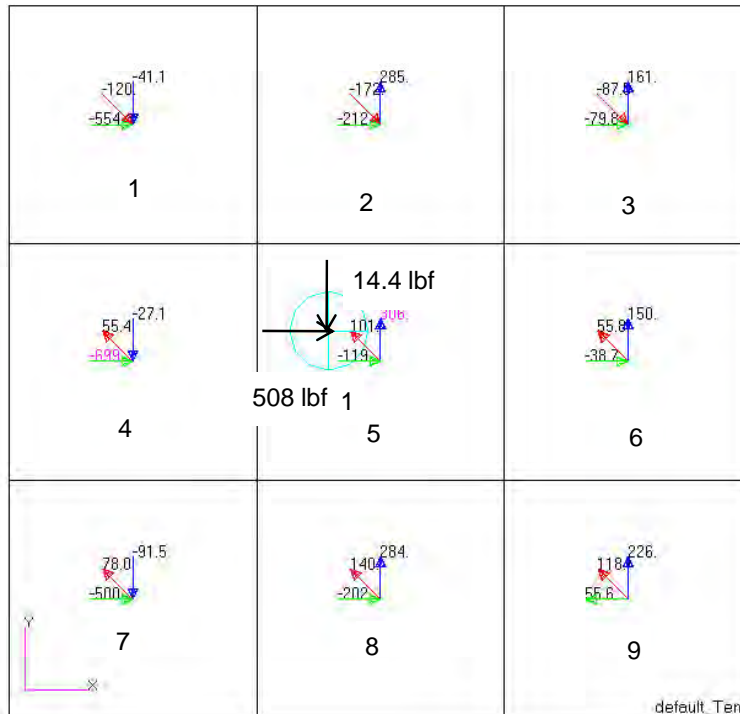 -41.1 285. 161.
-120. -172 -87.
-554 -212 -79.8
1 2 3
14.4 lbf
-27.1 306. 150.
55.4 101. 55.8
-699 -119 -38.7
508 lbf 1
4 5 6
-91.5 284. 226.
78.0 140 118
-500 -202 55.6
7 8 9
Y
X
default_Ter